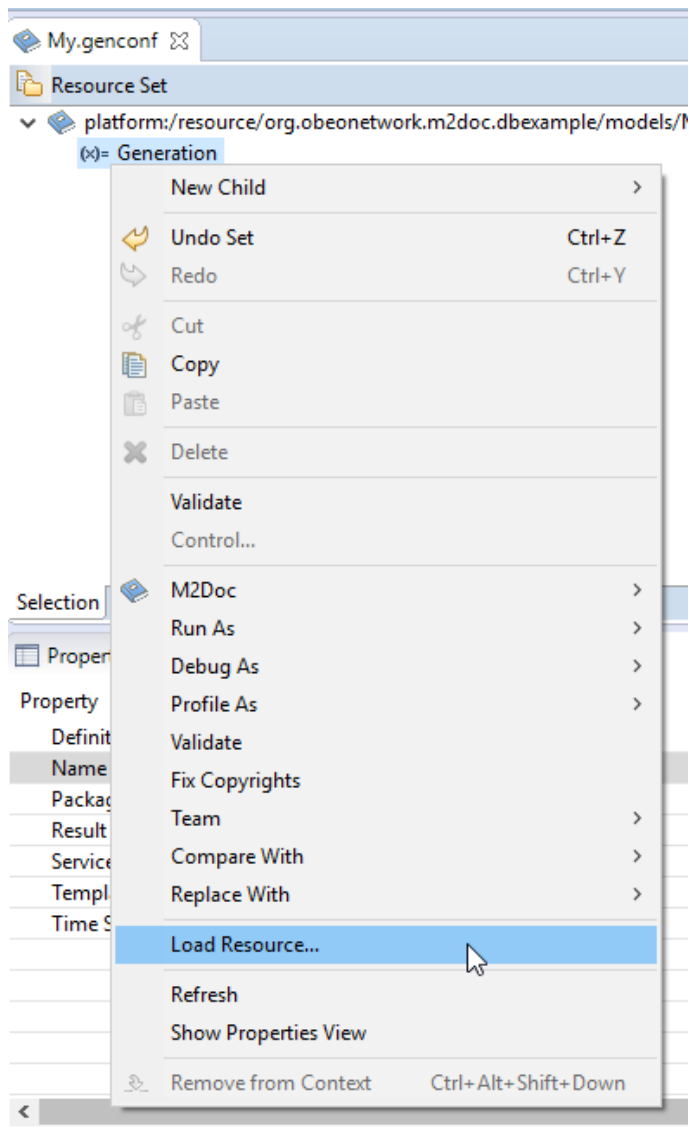 My.genconf
Resource Set
platform:/resource/org.obeonetwork.m2doc.dbexample/models/
(x)= Generation
New Child
Undo Set Ctrl+Z
Redo Ctrl+Y
Cut
Copy
Paste
Delete
Validate
Control...
Selection
M2Doc
Run As
Debug As
Proper
Profile As
Property
Validate
Definit
Name
Fix Copyrights
Packag
Team
Result
Compare With
Service
Replace With
Templ
Time S
Load Resource...
Refresh
Show Properties View
Remove from Context Ctrl+Alt+Shift+Down